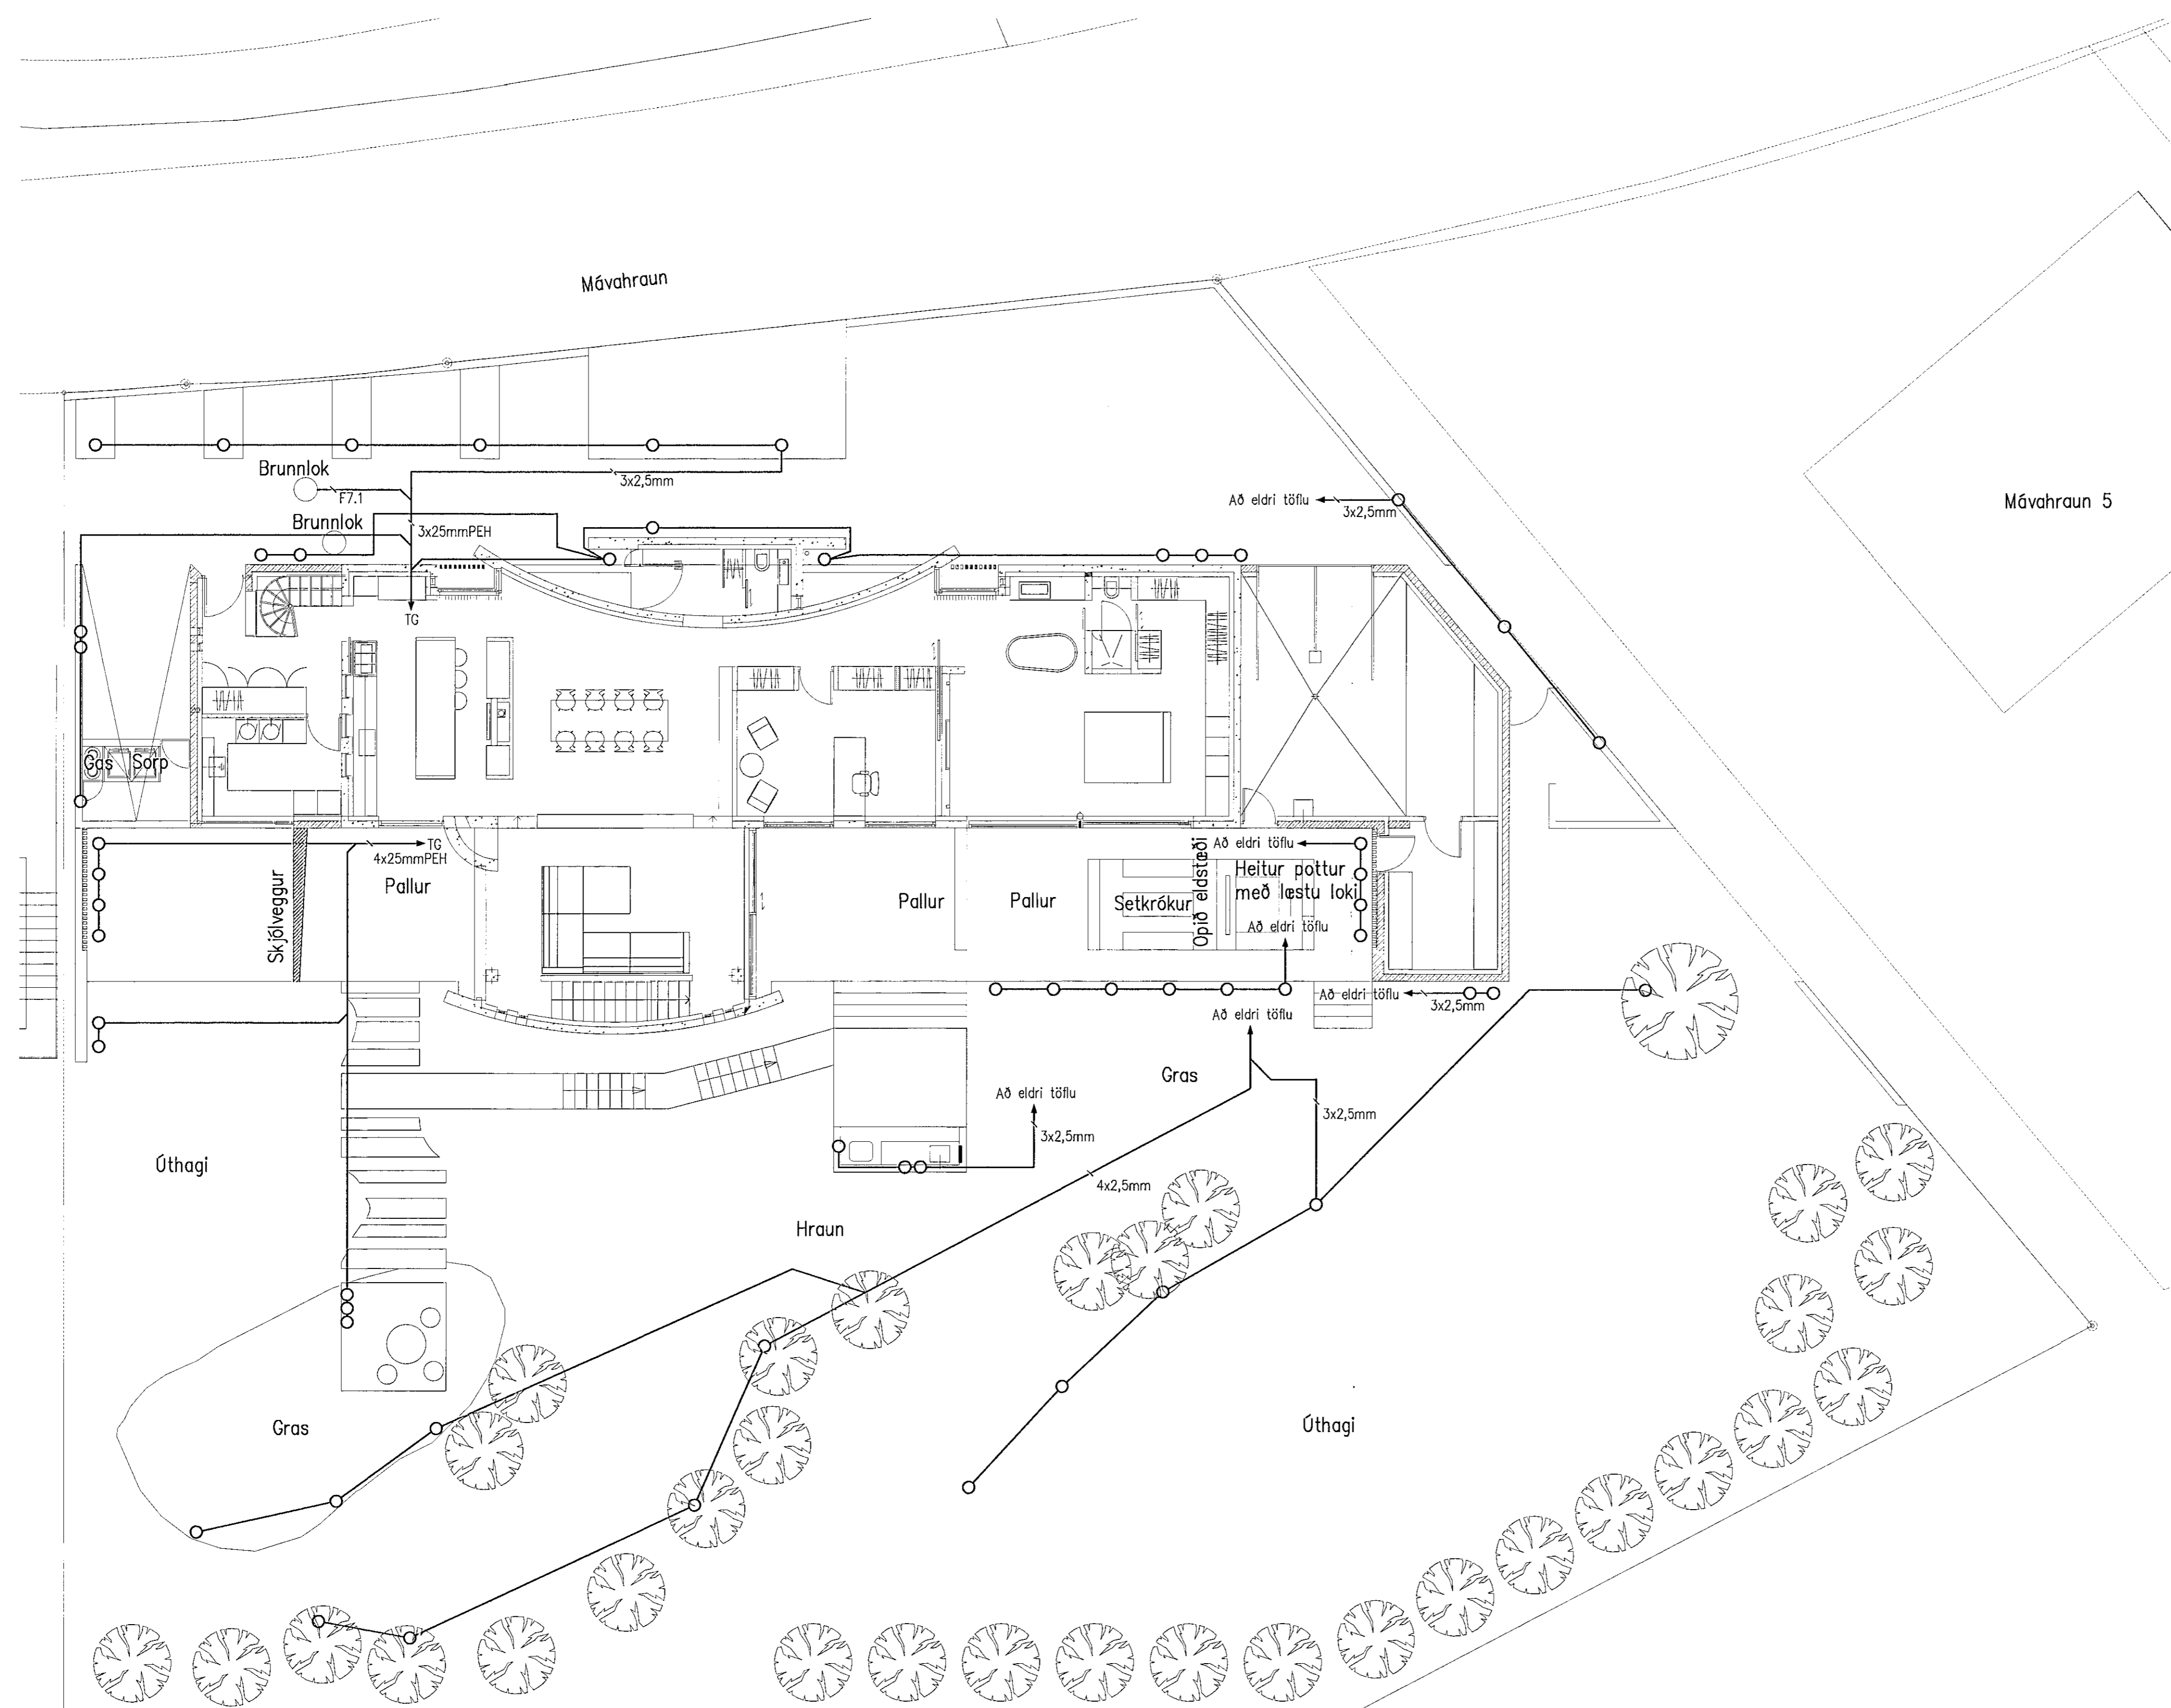 Mávahraun
Brunnlok
3x2,5mm
F7.1
Að eldri töflu
3x2,5mm
Mávahraun 5
Brunnlok
3x25mmPEH
TG
Gas
Sorp
TG
4x25mmPEH
Skjólveggur
Pallur
Pallur
Pallur
Setkrókur
Opið eldstæði
Að eldri töflu
Heitur pottur
með læstu loki
Að eldri töflu
Að eldri töflu
3x2,5mm
Að eldri töflu
Gras
Að eldri töflu
3x2,5mm
3x2,5mm
Úthagi
4x2,5mm
Hraun
Gras
Úthagi